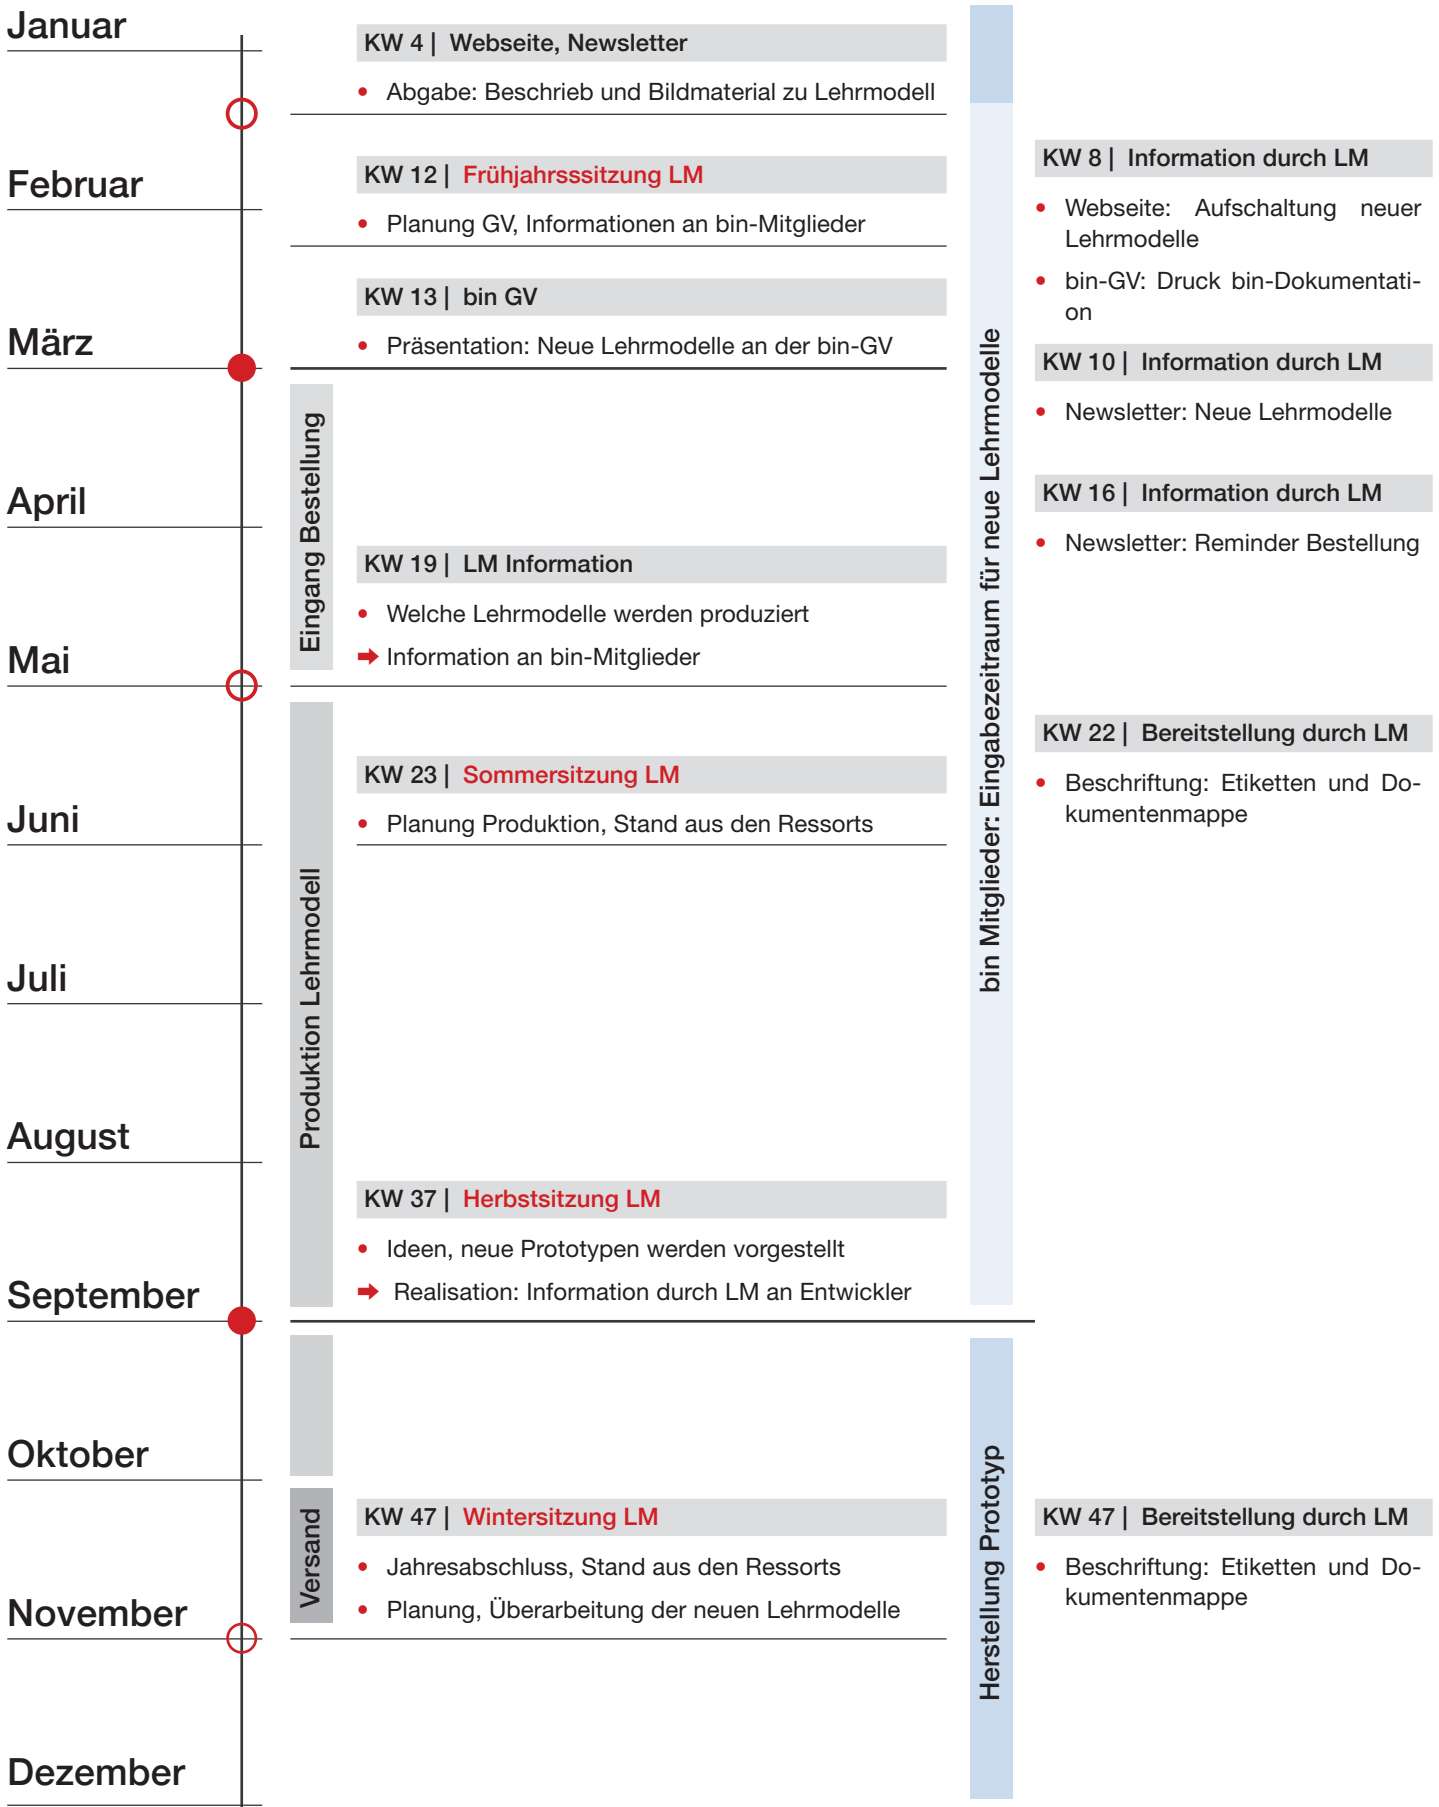 Januar
Februar
März
April
Mai
Juni
Juli
August
September
Oktober
November
Dezember
Eingang Bestellung
Produktion Lehrmodell
Versand
KW 4 | Webseite, Newsletter
• Abgabe: Beschrieb und Bildmaterial zu Lehrmodell
KW 12 | Frühjahrsssitzung LM
• Planung GV, Informationen an bin-Mitglieder
KW 13 | bin GV
• Präsentation: Neue Lehrmodelle an der bin-GV
KW 19 | LM Information
• Welche Lehrmodelle werden produziert
➡ Information an bin-Mitglieder
KW 23 | Sommersitzung LM
• Planung Produktion, Stand aus den Ressorts
KW 37 | Herbstsitzung LM
• Ideen, neue Prototypen werden vorgestellt
➡ Realisation: Information durch LM an Entwickler
KW 47 | Wintersitzung LM
• Jahresabschluss, Stand aus den Ressorts
• Planung, Überarbeitung der neuen Lehrmodelle
bin Mitglieder: Eingabezeitraum für neue Lehrmodelle
Herstellung Prototyp
KW 8 | Information durch LM
• Webseite: Aufschaltung neuer
Lehrmodelle
• bin-GV: Druck bin-Dokumentati-
on
KW 10 | Information durch LM
• Newsletter: Neue Lehrmodelle
KW 16 | Information durch LM
• Newsletter: Reminder Bestellung
KW 22 | Bereitstellung durch LM
• Beschriftung: Etiketten und Do-
kumentenmappe
KW 47 | Bereitstellung durch LM
• Beschriftung: Etiketten und Do-
kumentenmappe